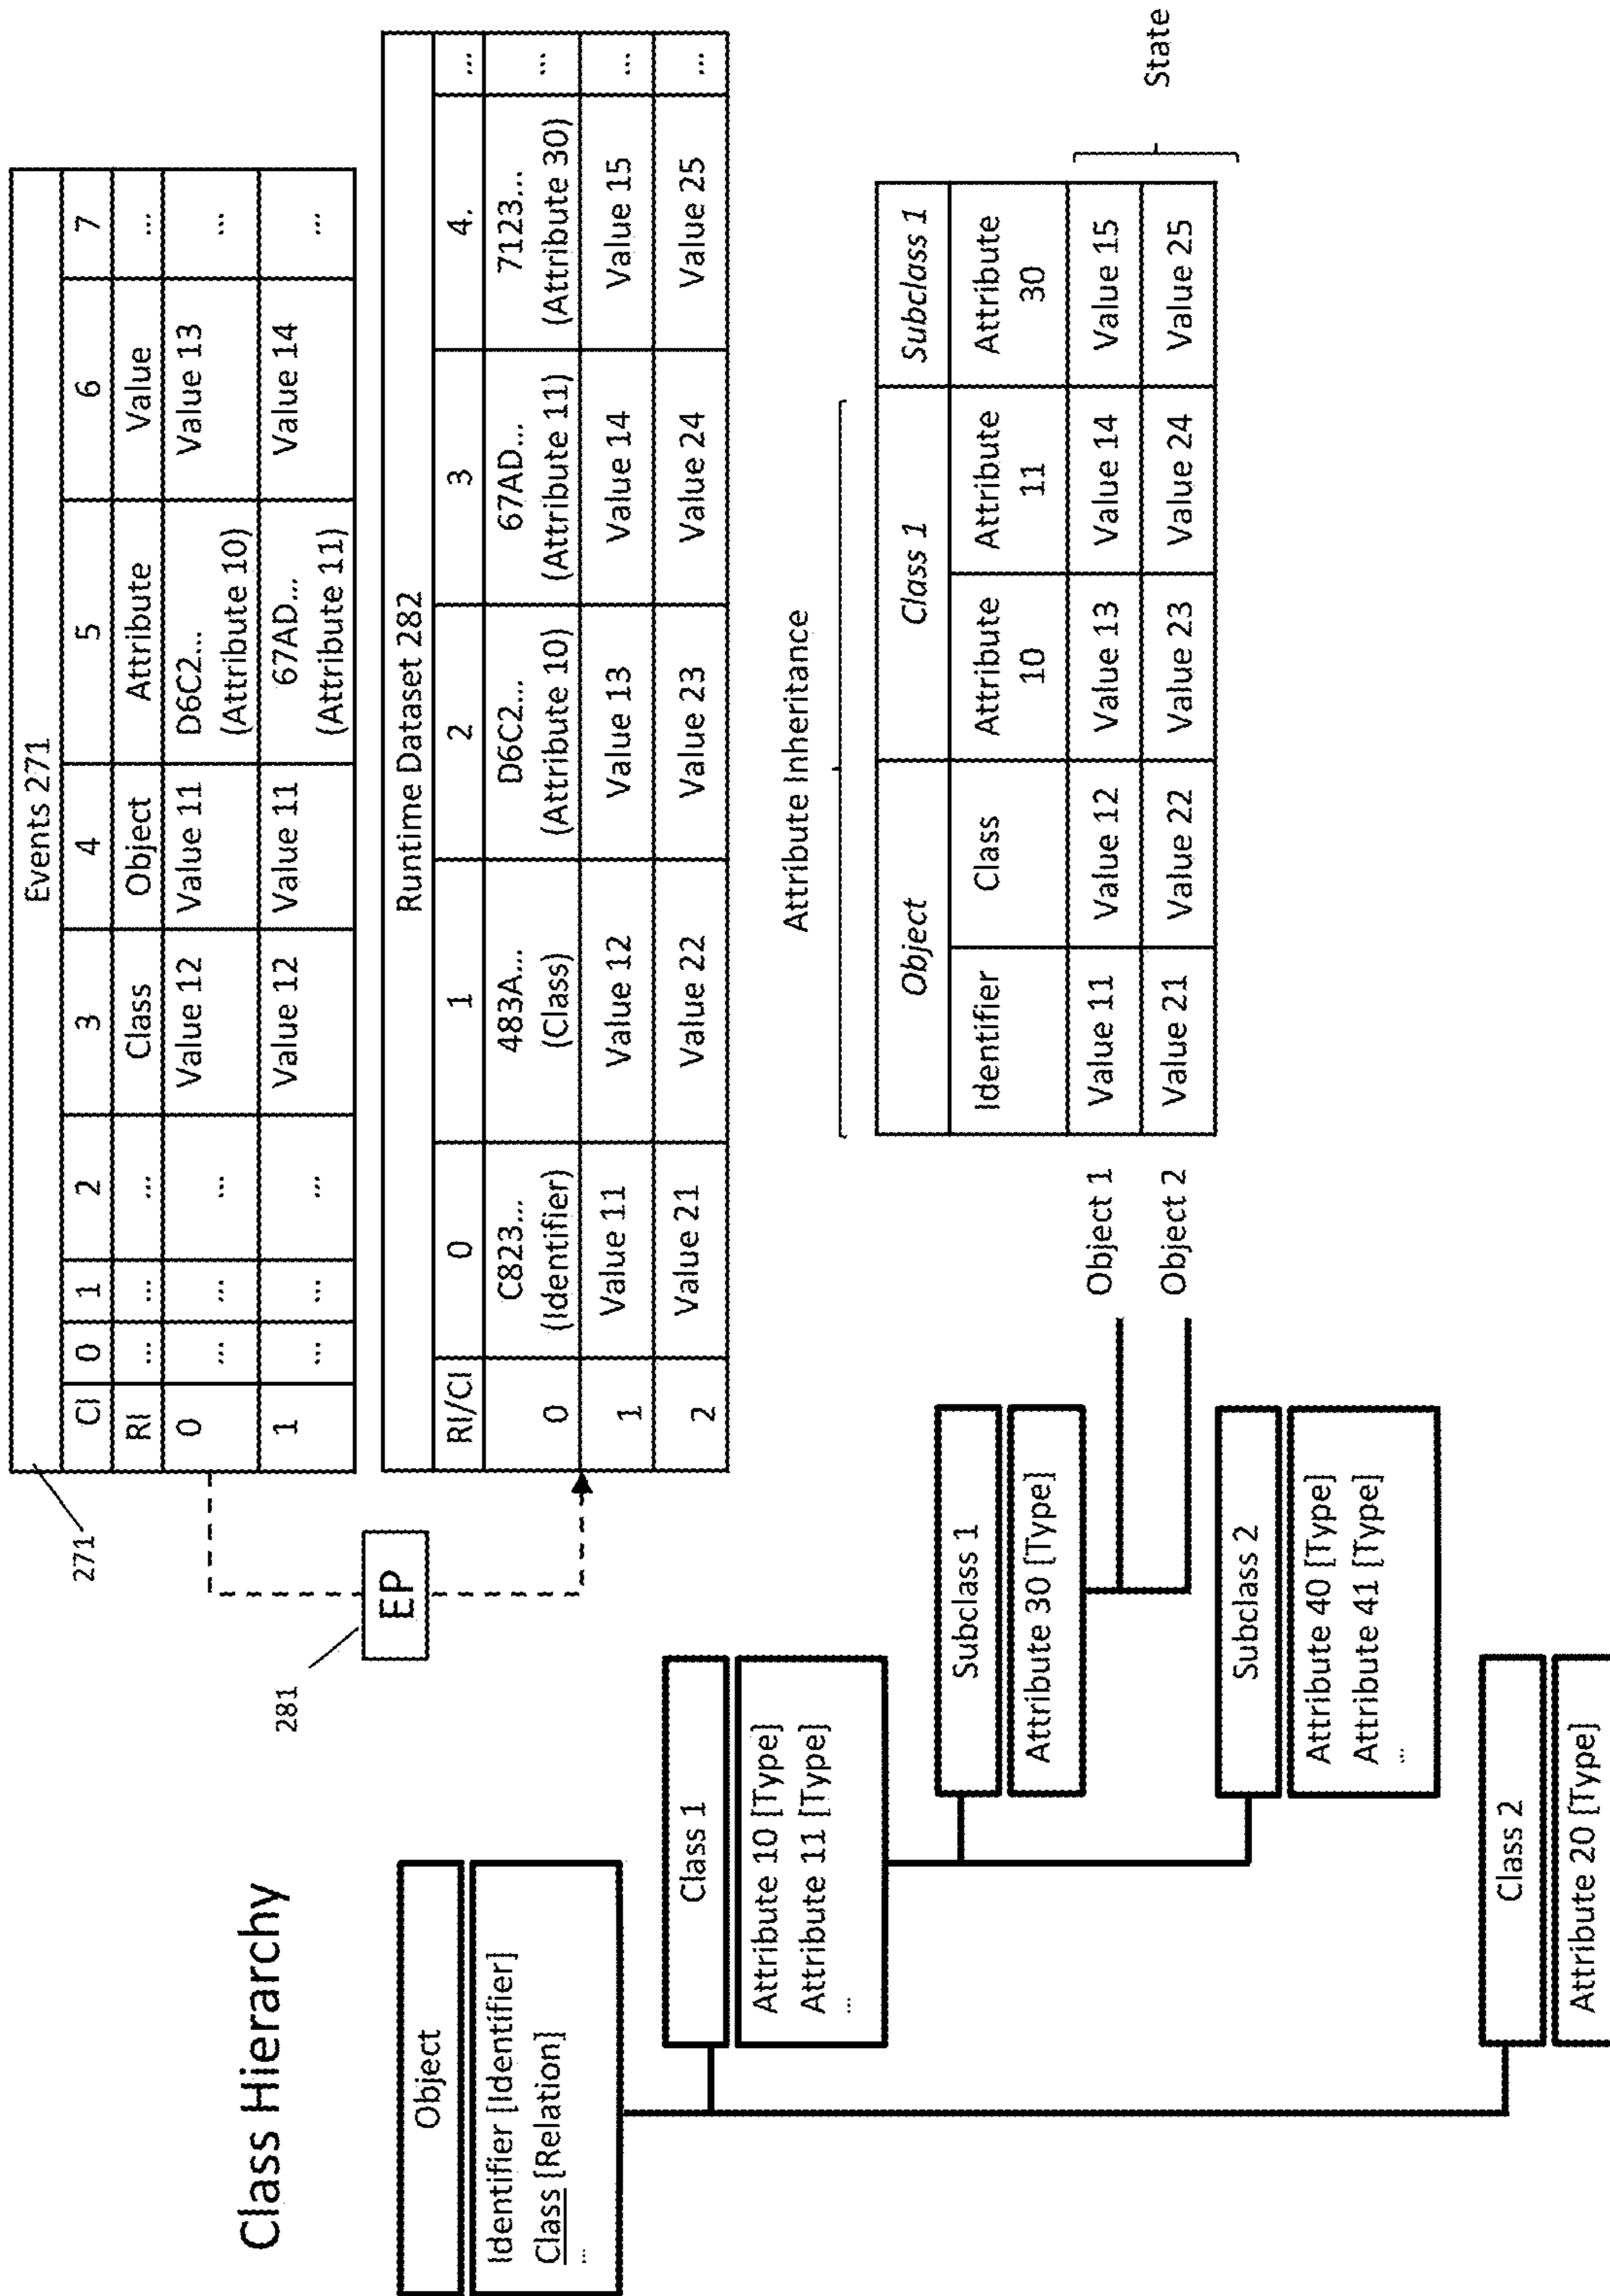 Class Hierarchy
Object
Identifier [Identifier]
Class [Relation]
...
Class 1
Attribute 10 [Type]
Attribute 11 [Type]
...
Subclass 1
Attribute 30 [Type]
Subclass 2
Attribute 40 [Type]
Attribute 41 [Type]
...
Class 2
Attribute 20 [Type]
281
EP
271
Events 271
CI 0 1 2 3 4 5 6 7
RI ... ... ... Class Object Attribute Value ...
0 ... ... ... Value 12 Value 11 D6C2... (Attribute 10) Value 13 ...
1 ... ... ... Value 12 Value 11 67AD... (Attribute 11) Value 14 ...
Runtime Dataset 282
RI/CI 0 1 2 3 4. ...
0 C823... (Identifier) 483A... (Class) D6C2... (Attribute 10) 67AD... (Attribute 11) 7123... (Attribute 30) ...
1 Value 11 Value 12 Value 13 Value 14 Value 15 ...
2 Value 21 Value 22 Value 23 Value 24 Value 25 ...
Attribute Inheritance
Object Class 1 Subclass 1
Identifier Class Attribute 10 Attribute 11 Attribute 30
Object 1 Value 11 Value 12 Value 13 Value 14 Value 15
Object 2 Value 21 Value 22 Value 23 Value 24 Value 25
State